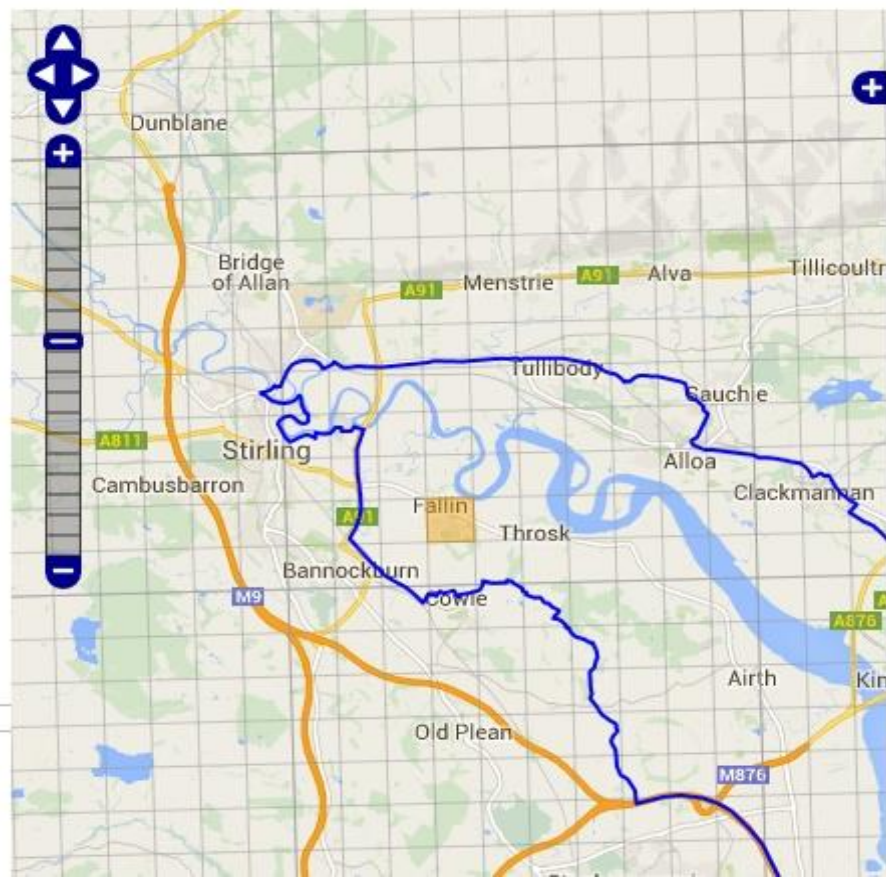 Dunblane
Bridge
of Allan
A91
Menstrie
A91
Alva
Tillicoultr
Tullibody
Sauchie
A811
Stirling
Alloa
Cambusbarron
Clackmannan
Fallin
A91
Throsk
Bannockburn
M9
Cowie
A876
Airth
Kin
Old Plean
M876